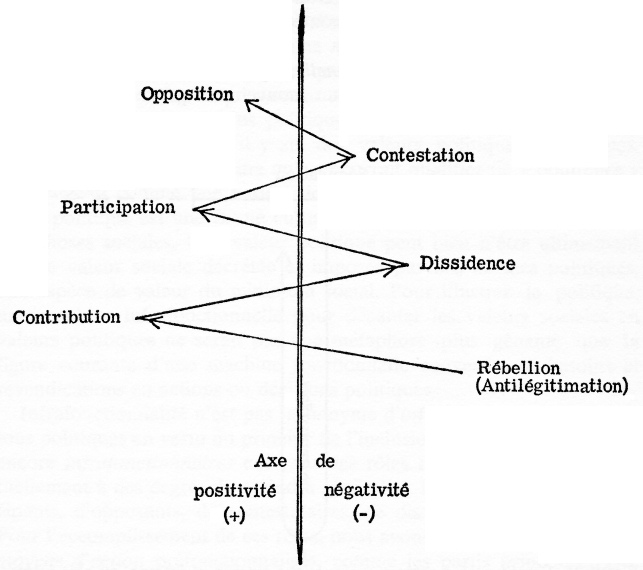 Opposition
Contestation
Participation
Dissidence
Contribution
Rébellion
(Antilégitimation)
Axe de
positivité négativité
(+) (-)